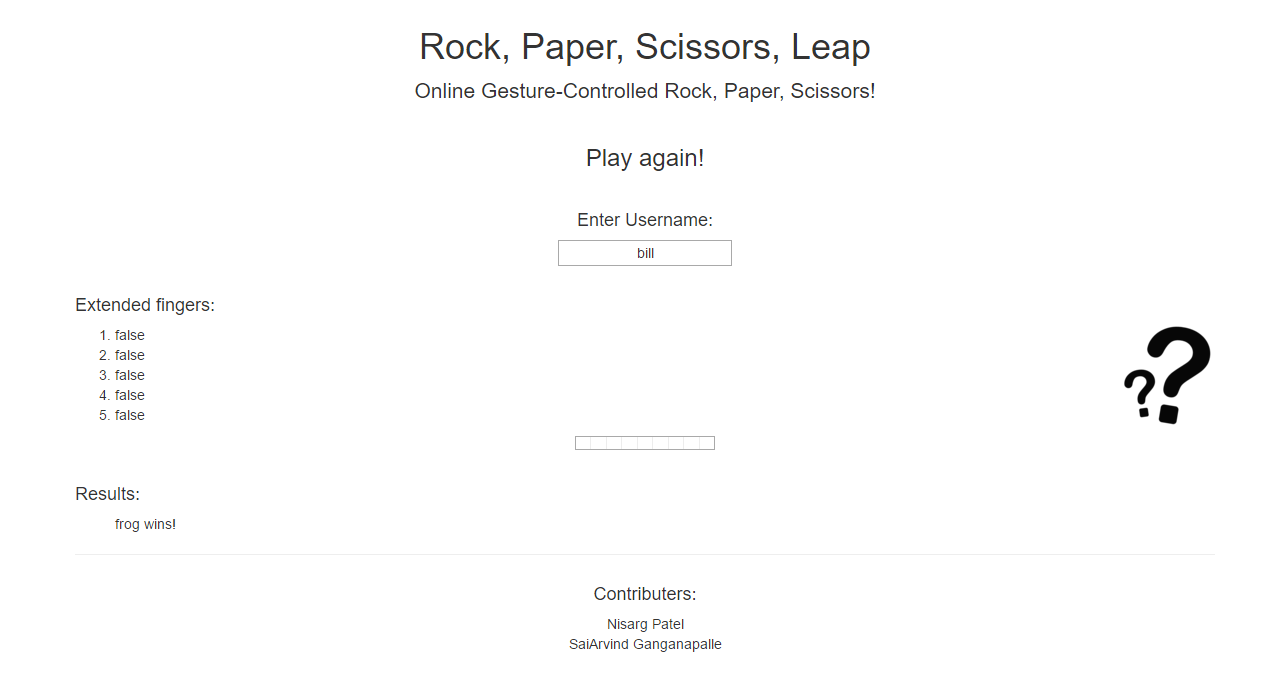 Rock, Paper, Scissors, Leap
Online Gesture-Controlled Rock, Paper, Scissors!
Play again!
Enter Username:
bill
Extended fingers:
1. false
2. false
3. false
4. false
5. false
??
Results:
frog wins!
Contributers:
Nisarg Patel
SaiArvind Ganganapalle